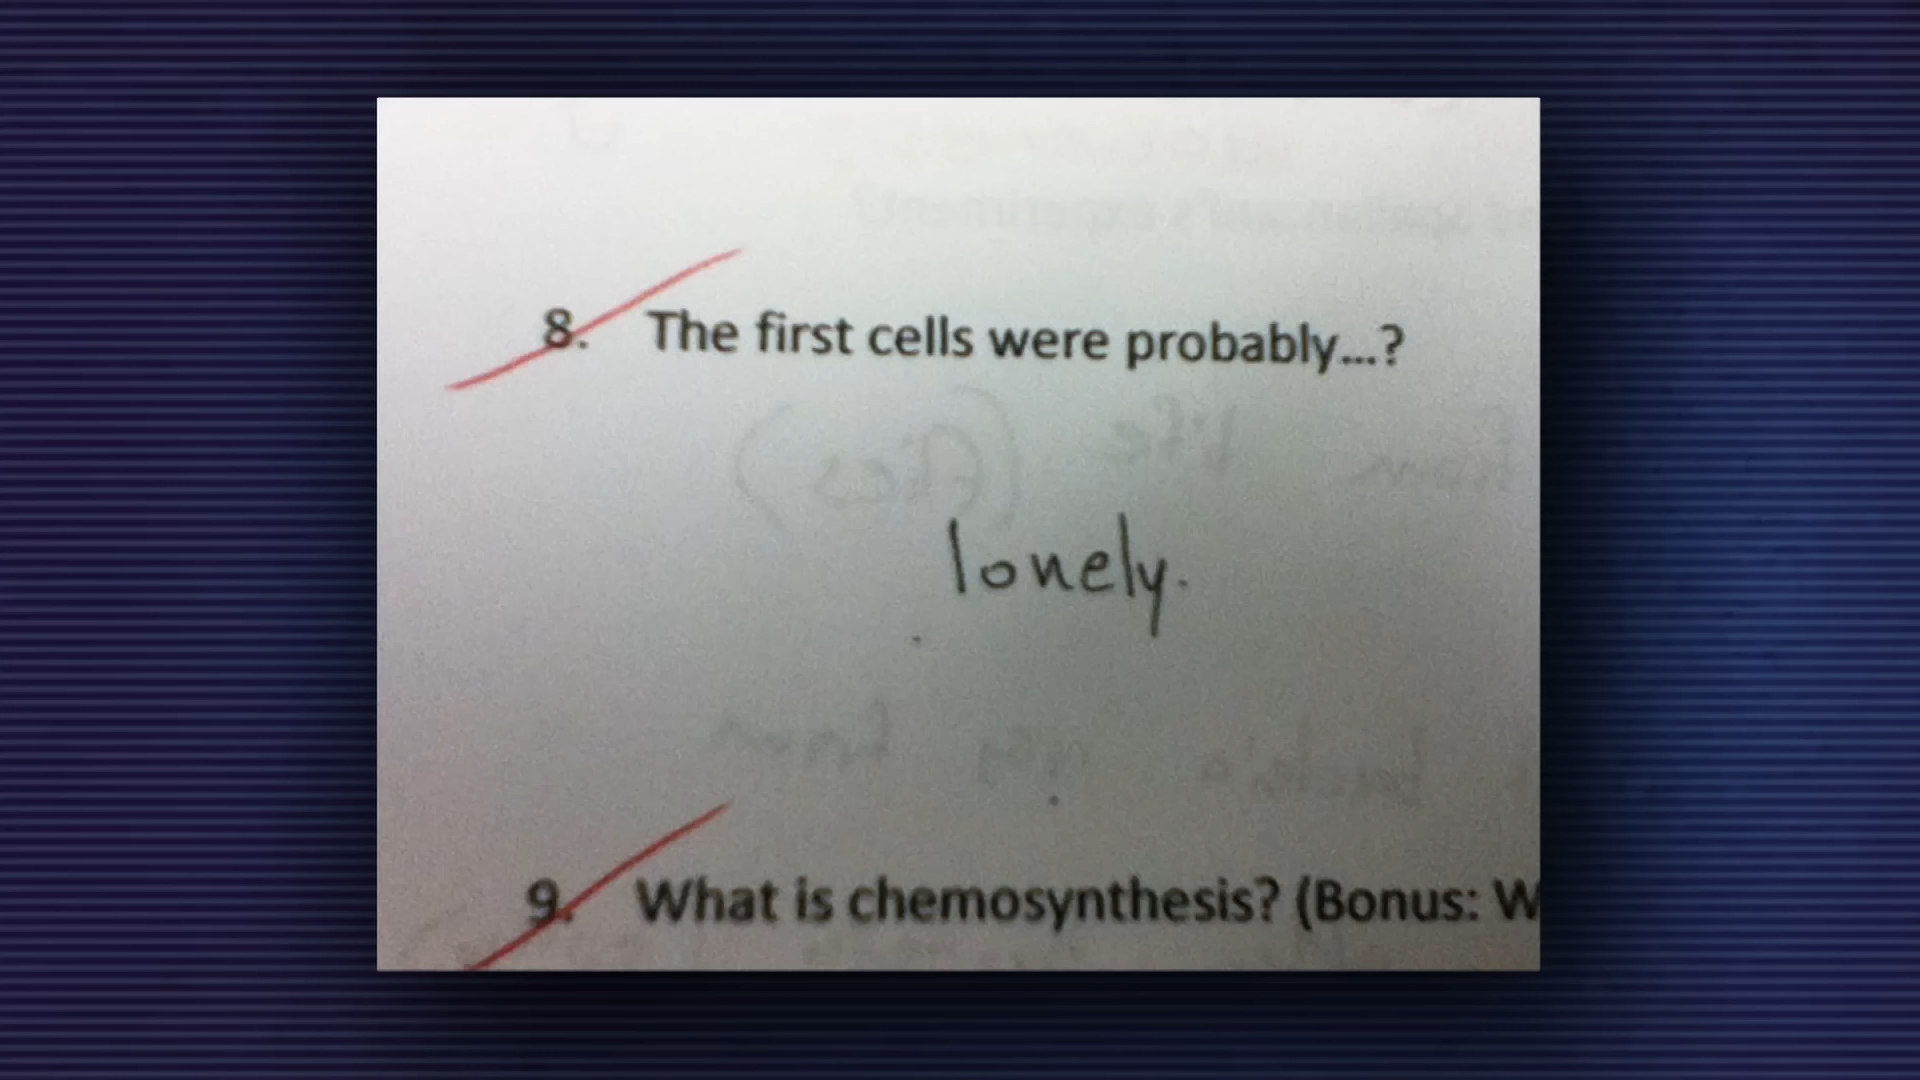 8. The first cells were probably...?
lonely.
9. What is chemosynthesis? (Bonus: W